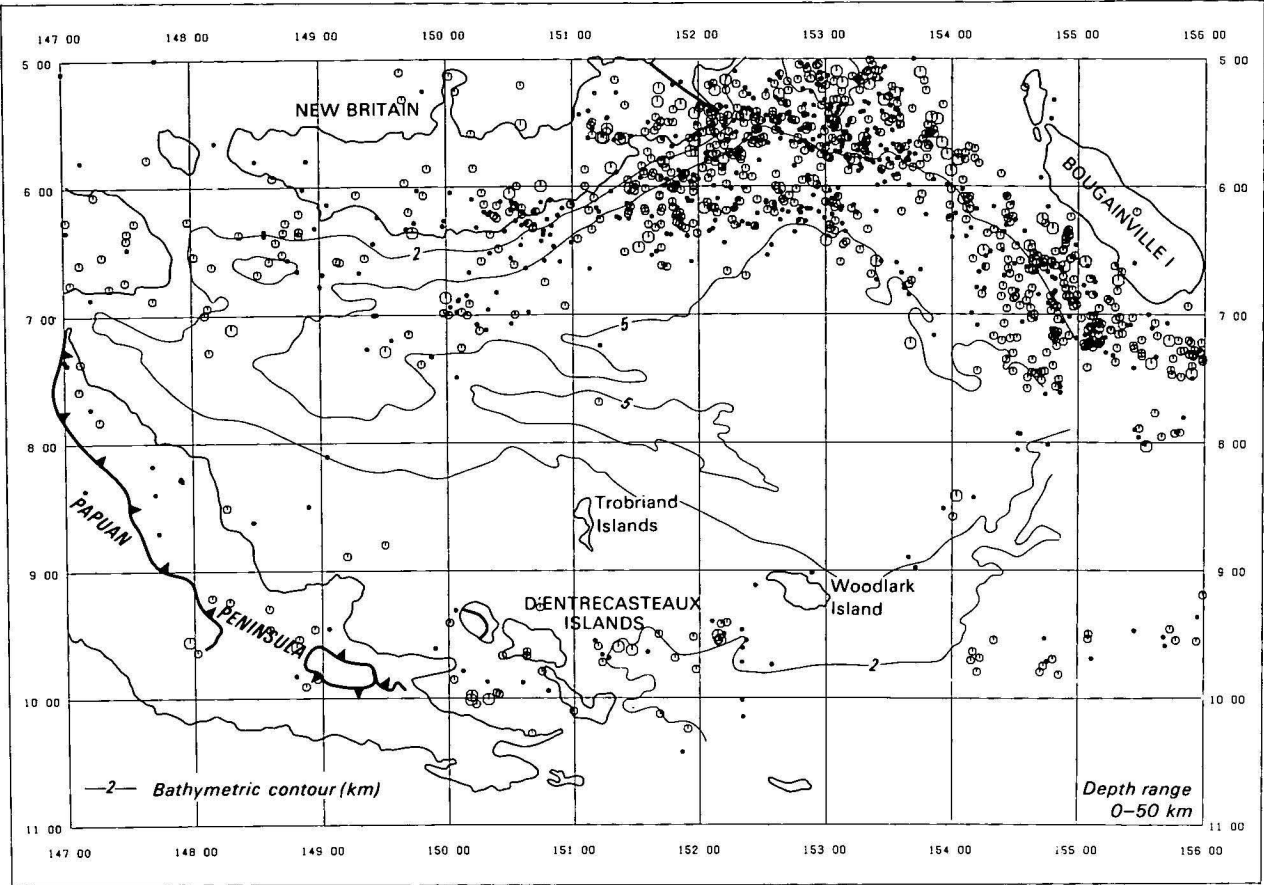 147 00 148 00 149 00 150 00 151 00 152 00 153 00 154 00 155 00 156 00
5 00 5 00
NEW BRITAIN
BOUGAINVILLE I
6 00 6 00
2
7 00 7 00
5
5
8 00 8 00
PAPUAN
PENINSULA
Trobriand
Islands
9 00 9 00
Woodlark
Island
D'ENTRECASTEAUX
ISLANDS
2
10 00 10 00
—2— Bathymetric contour (km)
Depth range
0–50 km
11 00 11 00
147 00 148 00 149 00 150 00 151 00 152 00 153 00 154 00 155 00 156 00